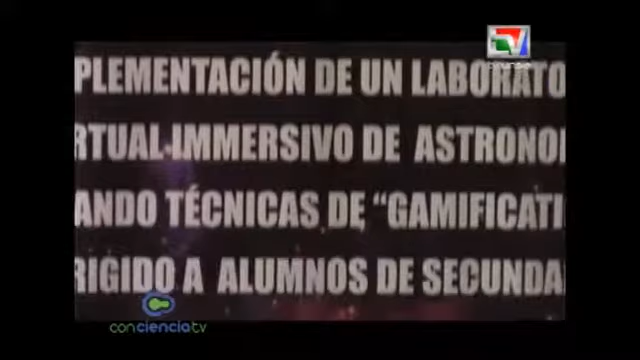 PLEMENTACIÓN DE UN LABORATO
RTUAL-IMMERSIVO DE ASTRONO
ANDO TÉCNICAS DE “GAMIFICATI
RIGIDO A ALUMNOS DE SECUNDA
concienciatv